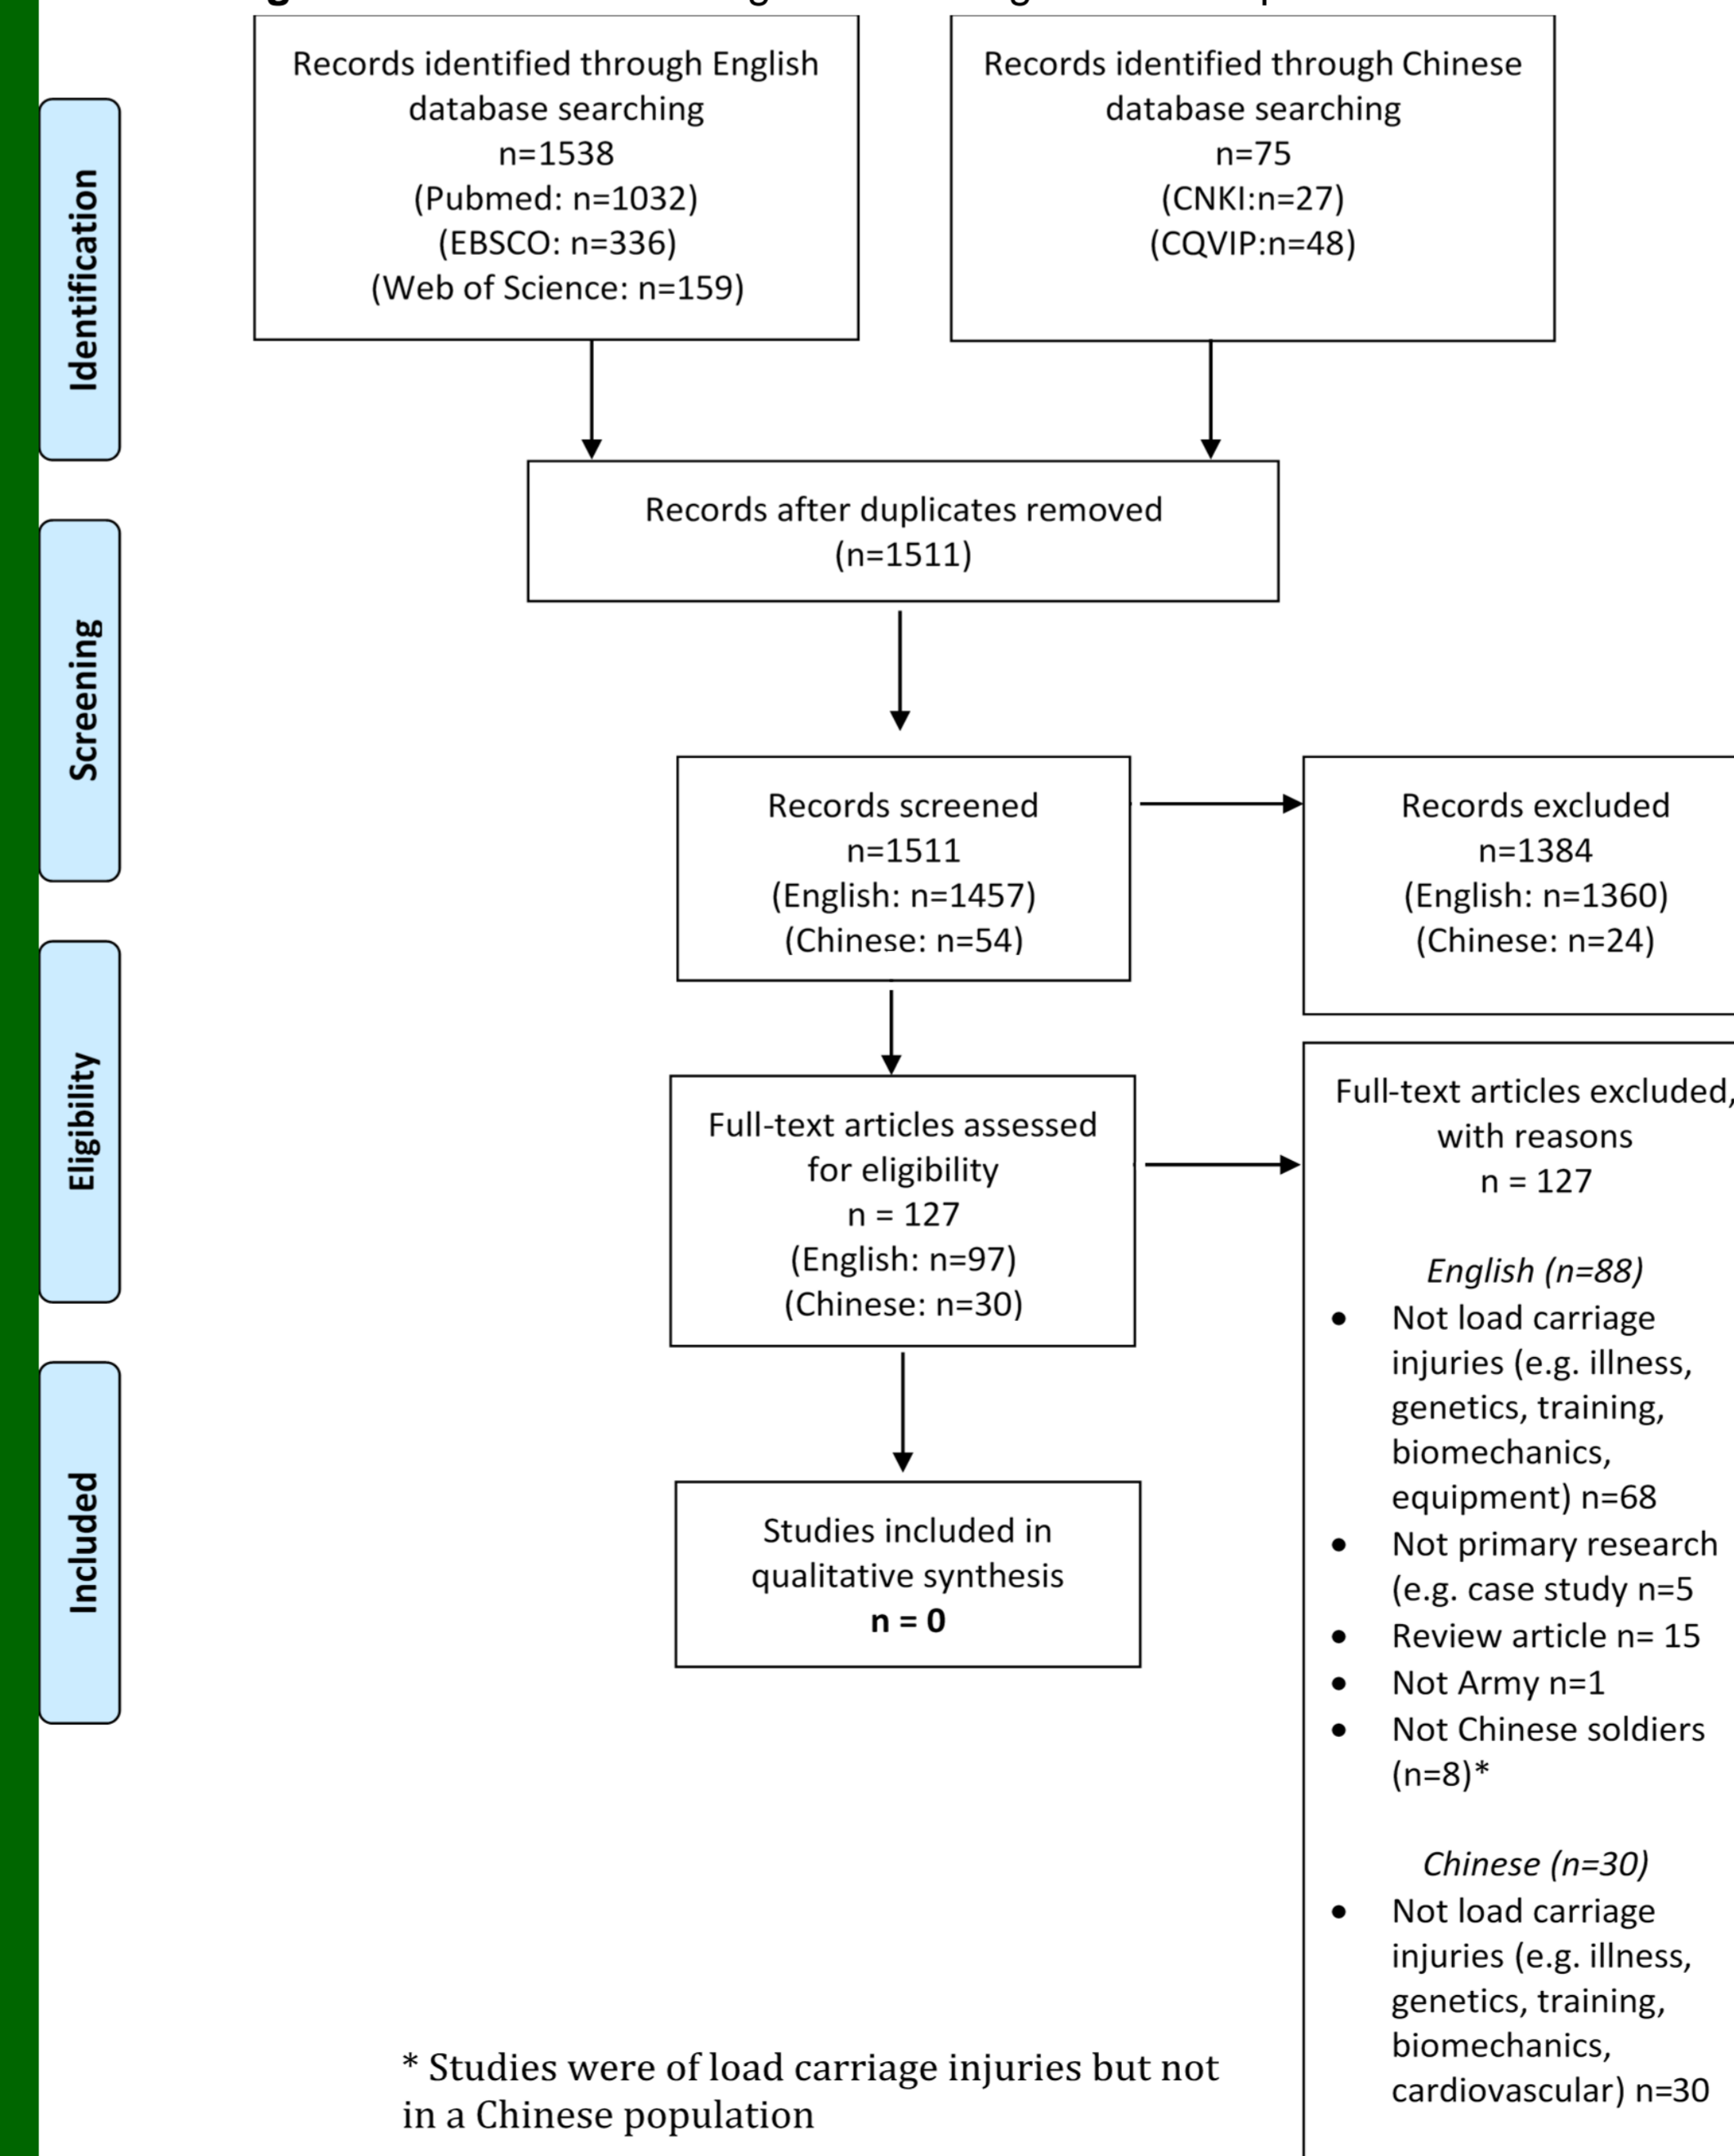 Identification
Records identified through English
database searching
n=1538
(Pubmed: n=1032)
(EBSCO: n=336)
(Web of Science: n=159)
Records identified through Chinese
database searching
n=75
(CNKI:n=27)
(CQVIP:n=48)
Records after duplicates removed
(n=1511)
Screening
Records screened
n=1511
(English: n=1457)
(Chinese: n=54)
Records excluded
n=1384
(English: n=1360)
(Chinese: n=24)
Eligibility
Full-text articles assessed
for eligibility
n = 127
(English: n=97)
(Chinese: n=30)
Full-text articles excluded,
with reasons
n = 127
English (n=88)
• Not load carriage
injuries (e.g. illness,
genetics, training,
biomechanics,
equipment) n=68
• Not primary research
(e.g. case study n=5
• Review article n= 15
• Not Army n=1
• Not Chinese soldiers
(n=8)*
Chinese (n=30)
• Not load carriage
injuries (e.g. illness,
genetics, training,
biomechanics,
cardiovascular) n=30
Included
Studies included in
qualitative synthesis
n = 0
* Studies were of load carriage injuries but not
in a Chinese population